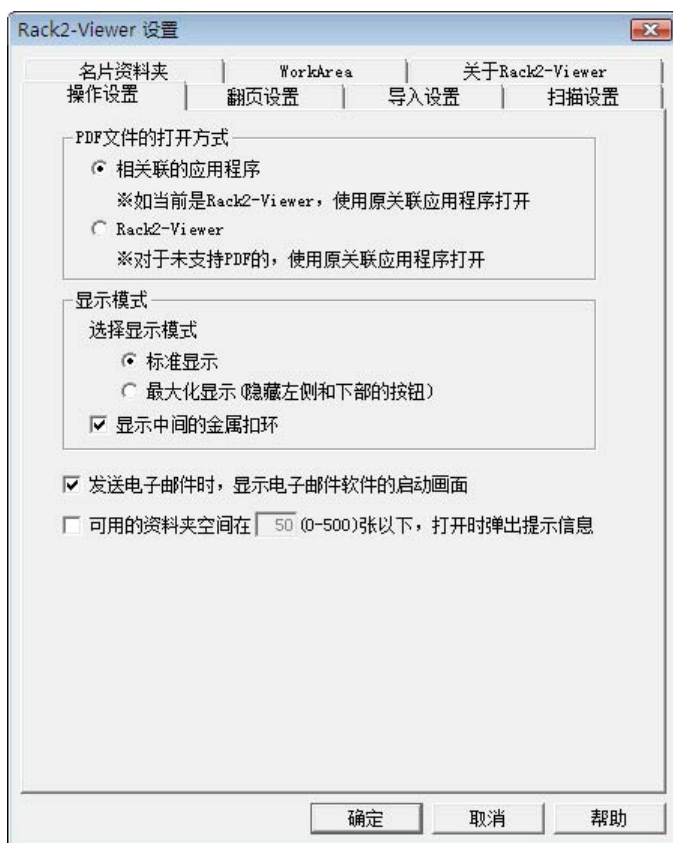 Rack2-Viewer 设置
名片资料夹 WorkArea 关于Rack2-Viewer
操作设置 翻页设置 导入设置 扫描设置
PDF文件的打开方式
相关联的应用程序
※如当前是Rack2-Viewer，使用原关联应用程序打开
Rack2-Viewer
※对于未支持PDF的，使用原关联应用程序打开
显示模式
选择显示模式
标准显示
最大化显示(隐藏左侧和下部的按钮)
显示中间的金属扣环
发送电子邮件时，显示电子邮件软件的启动画面
可用的资料夹空间在 50 (0-500)张以下，打开时弹出提示信息
确定 取消 帮助